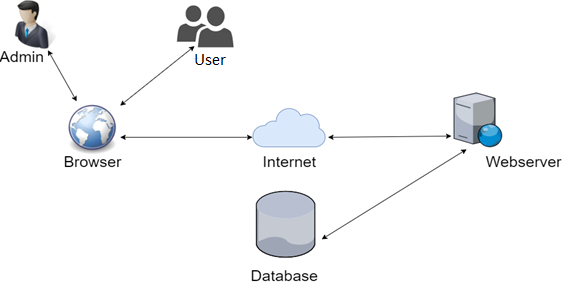 Admin
User
Browser
Internet
Webserver
Database